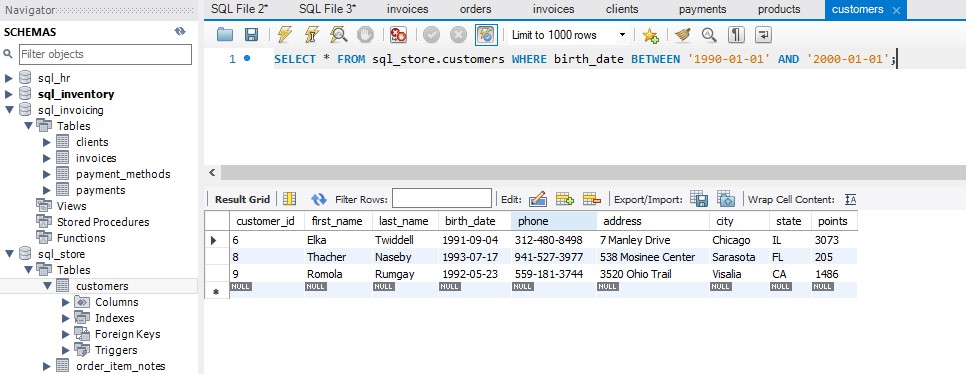 Navigator
SQL File 2* SQL File 3* invoices orders invoices clients payments products customers
SCHEMAS
Limit to 1000 rows
Filter objects
1 SELECT * FROM sql_store.customers WHERE birth_date BETWEEN '1990-01-01' AND '2000-01-01';
sql_hr
sql_inventory
sql_invoicing
Tables
clients
invoices
payment_methods
payments
Views
Stored Procedures
Functions
sql_store
Tables
customers
Columns
Indexes
Foreign Keys
Triggers
order_item_notes
Result Grid Filter Rows: Edit: Export/Import: Wrap Cell Content:
customer_id first_name last_name birth_date phone address city state points
6 Elka Twiddell 1991-09-04 312-480-8498 7 Manley Drive Chicago IL 3073
8 Thacher Naseby 1993-07-17 941-527-3977 538 Mosinee Center Sarasota FL 205
9 Romola Rumgay 1992-05-23 559-181-3744 3520 Ohio Trail Visalia CA 1486
NULL NULL NULL NULL NULL NULL NULL NULL NULL